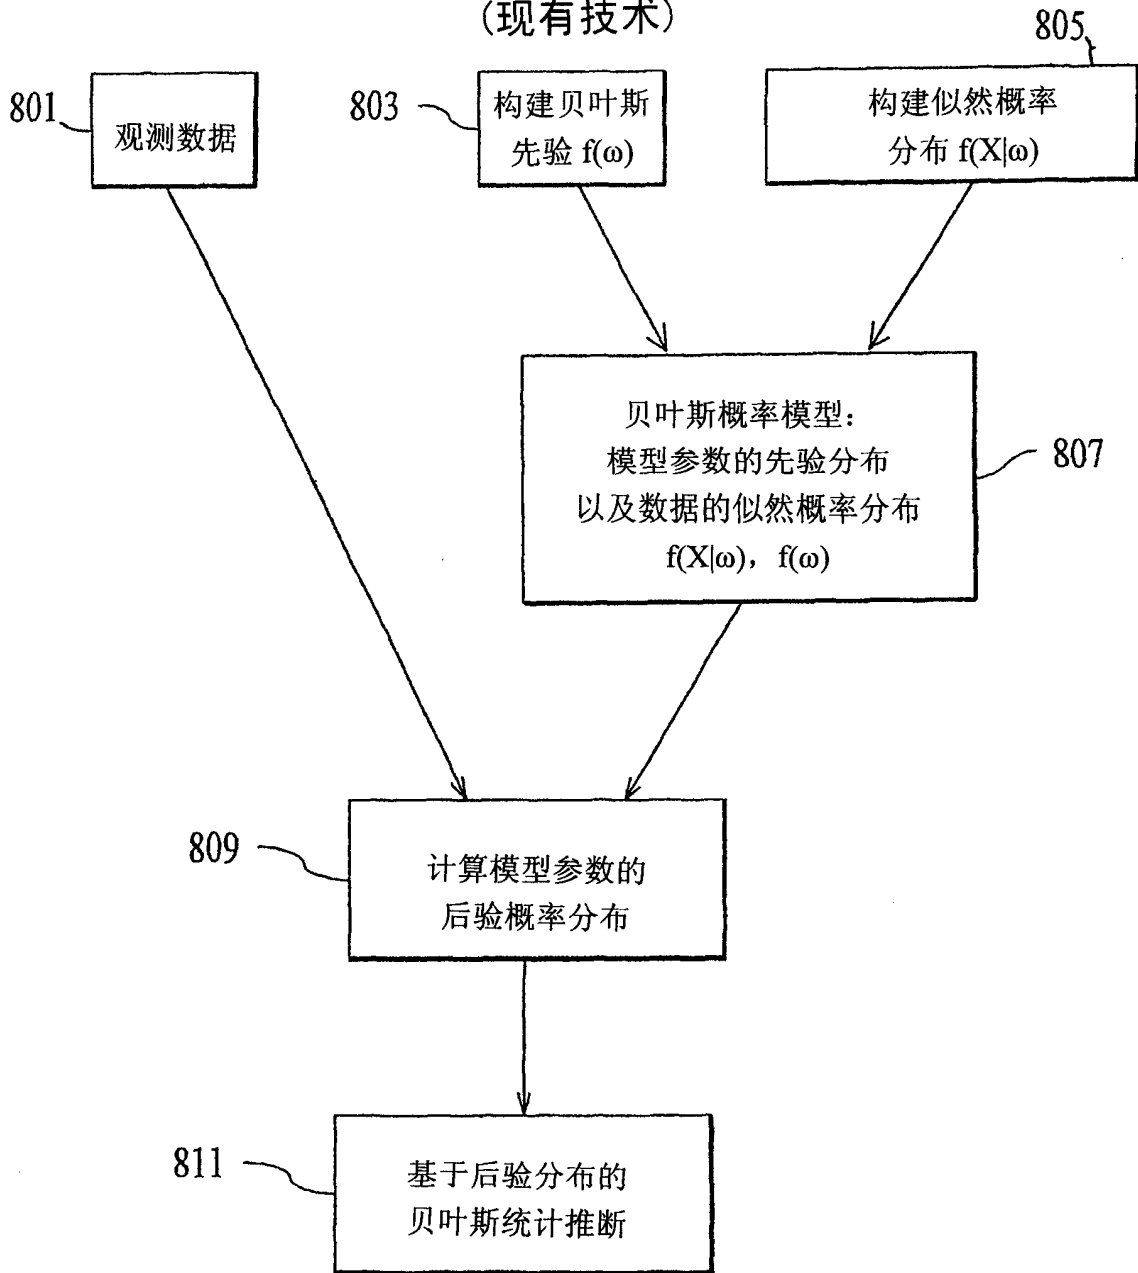 (现有技术)
805
801
观测数据
803
构建贝叶斯
先验 f(ω)
构建似然概率
分布 f(X|ω)
贝叶斯概率模型:
模型参数的先验分布
以及数据的似然概率分布
f(X|ω), f(ω)
807
809
计算模型参数的
后验概率分布
811
基于后验分布的
贝叶斯统计推断